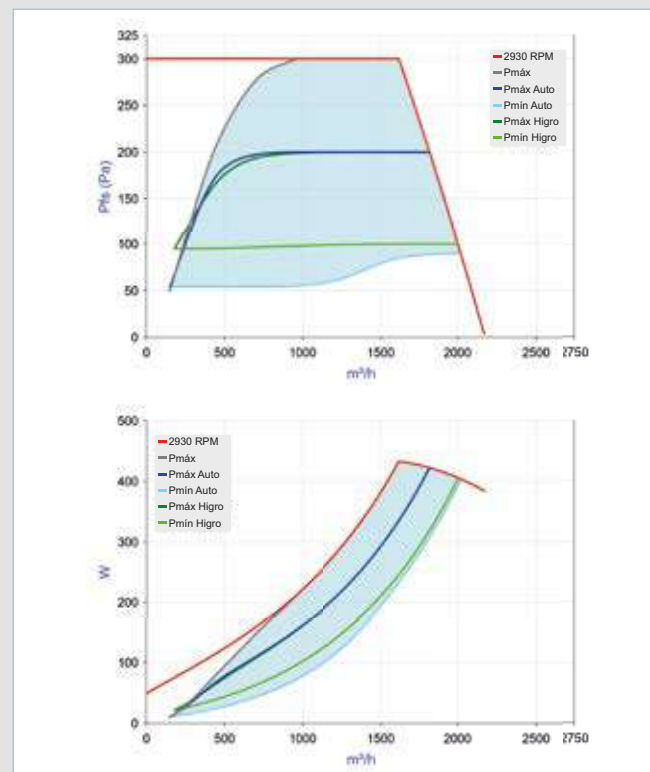 325
300
250
200
150
100
50
0
Pfs (Pa)
0 500 1000 1500 2000 2500 2750
m³/h
2930 RPM
Pmáx
Pmáx Auto
Pmín Auto
Pmáx Higro
Pmín Higro
500
400
300
200
100
0
W
0 500 1000 1500 2000 2500 2750
m³/h
2930 RPM
Pmáx
Pmáx Auto
Pmín Auto
Pmáx Higro
Pmín Higro